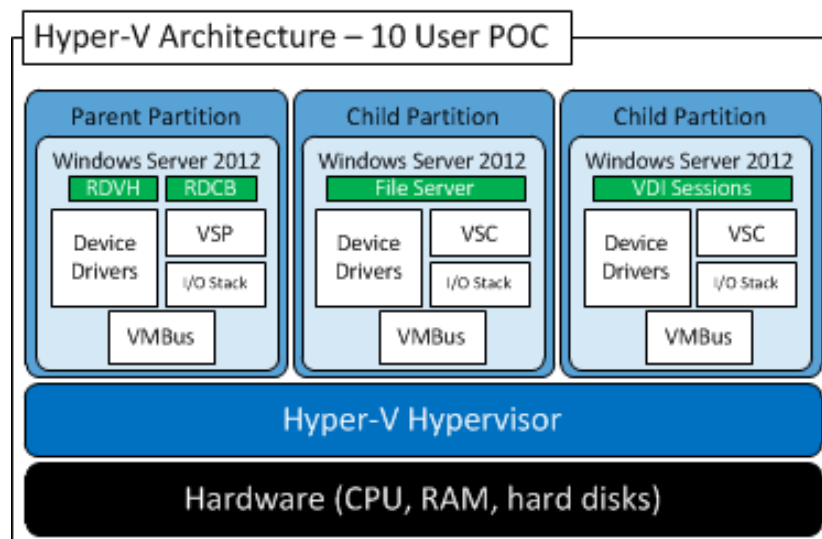 Hyper-V Architecture – 10 User POC
Parent Partition
Windows Server 2012
RDVH RDCB
Device Drivers
VSP
I/O Stack
VMBus
Child Partition
Windows Server 2012
File Server
Device Drivers
VSC
I/O Stack
VMBus
Child Partition
Windows Server 2012
VDI Sessions
Device Drivers
VSC
I/O Stack
VMBus
Hyper-V Hypervisor
Hardware (CPU, RAM, hard disks)